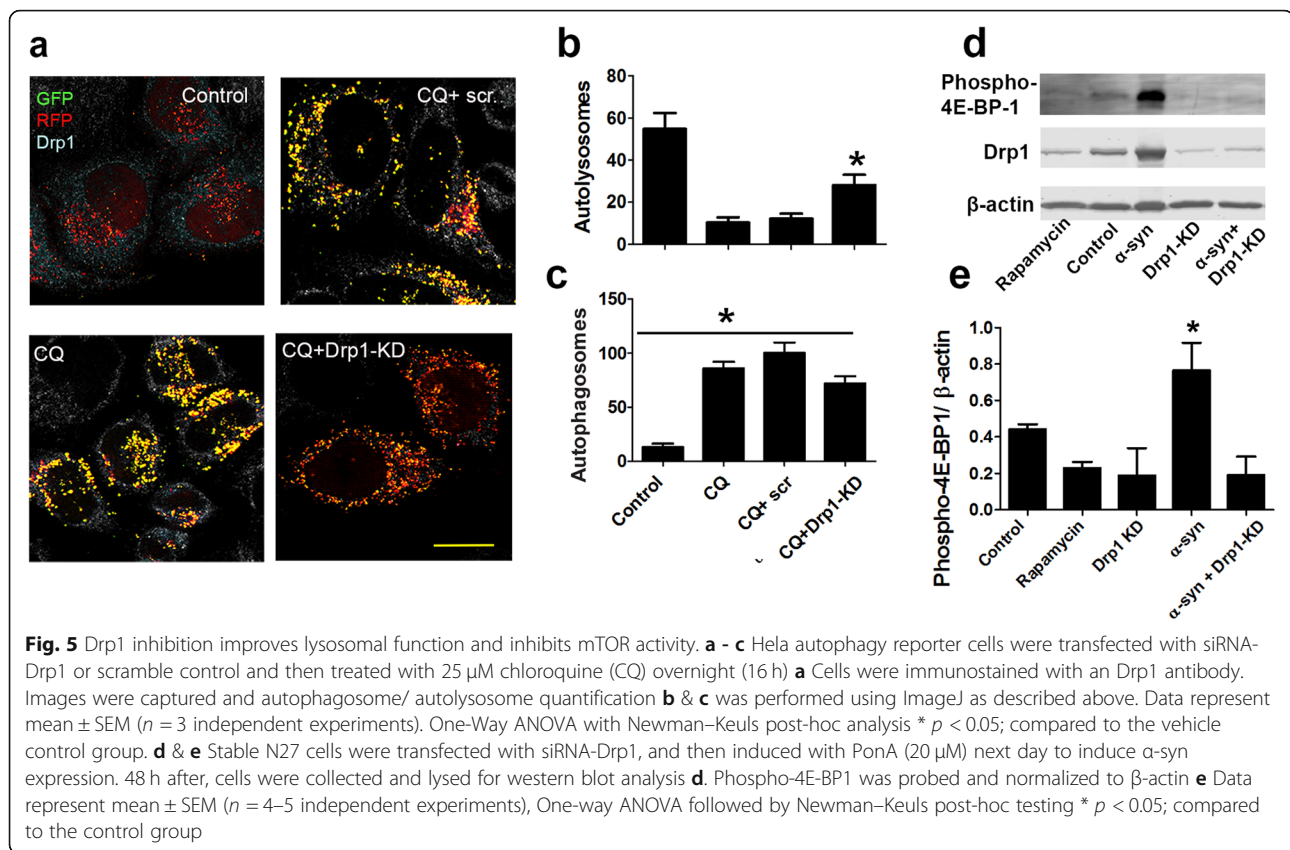 a
GFP
RFP
Drp1
Control
CQ+ scr.
CQ
CQ+Drp1-KD
b
Autolysosomes
80
60
40
20
0
*
c
Autophagosomes
150
100
50
0
*
Control
CQ
CQ+ scr
CQ+Drp1-KD
d
Phospho-
4E-BP-1
Drp1
β-actin
Rapamycin
Control
α-syn
Drp1-KD
α-syn+
Drp1-KD
e
Phospho-4E-BP1/ β-actin
1.0
0.8
0.6
0.4
0.2
0.0
*
Control
Rapamycin
Drp1 KD
α-syn
α-syn + Drp1-KD
Fig. 5 Drp1 inhibition improves lysosomal function and inhibits mTOR activity. a - c Hela autophagy reporter cells were transfected with siRNA-
Drp1 or scramble control and then treated with 25 μM chloroquine (CQ) overnight (16 h) a Cells were immunostained with an Drp1 antibody.
Images were captured and autophagosome/ autolysosome quantification b & c was performed using ImageJ as described above. Data represent
mean ± SEM (n = 3 independent experiments). One-Way ANOVA with Newman–Keuls post-hoc analysis * p < 0.05; compared to the vehicle
control group. d & e Stable N27 cells were transfected with siRNA-Drp1, and then induced with PonA (20 μM) next day to induce α-syn
expression. 48 h after, cells were collected and lysed for western blot analysis d. Phospho-4E-BP1 was probed and normalized to β-actin e Data
represent mean ± SEM (n = 4–5 independent experiments), One-way ANOVA followed by Newman–Keuls post-hoc testing * p < 0.05; compared
to the control group